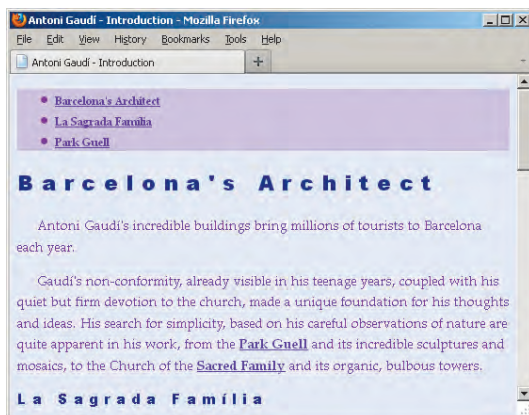 Antoni Gaudí - Introduction - Mozilla Firefox
File Edit View History Bookmarks Tools Help
Antoni Gaudí - Introduction +
Barcelona's Architect
La Sagrada Família
Park Guell
Barcelona's Architect
Antoni Gaudí's incredible buildings bring millions of tourists to Barcelona
each year.
Gaudí's non-conformity, already visible in his teenage years, coupled with his
quiet but firm devotion to the church, made a unique foundation for his thoughts
and ideas. His search for simplicity, based on his careful observations of nature are
quite apparent in his work, from the Park Guell and its incredible sculptures and
mosaics, to the Church of the Sacred Family and its organic, bulbous towers.
La Sagrada Família